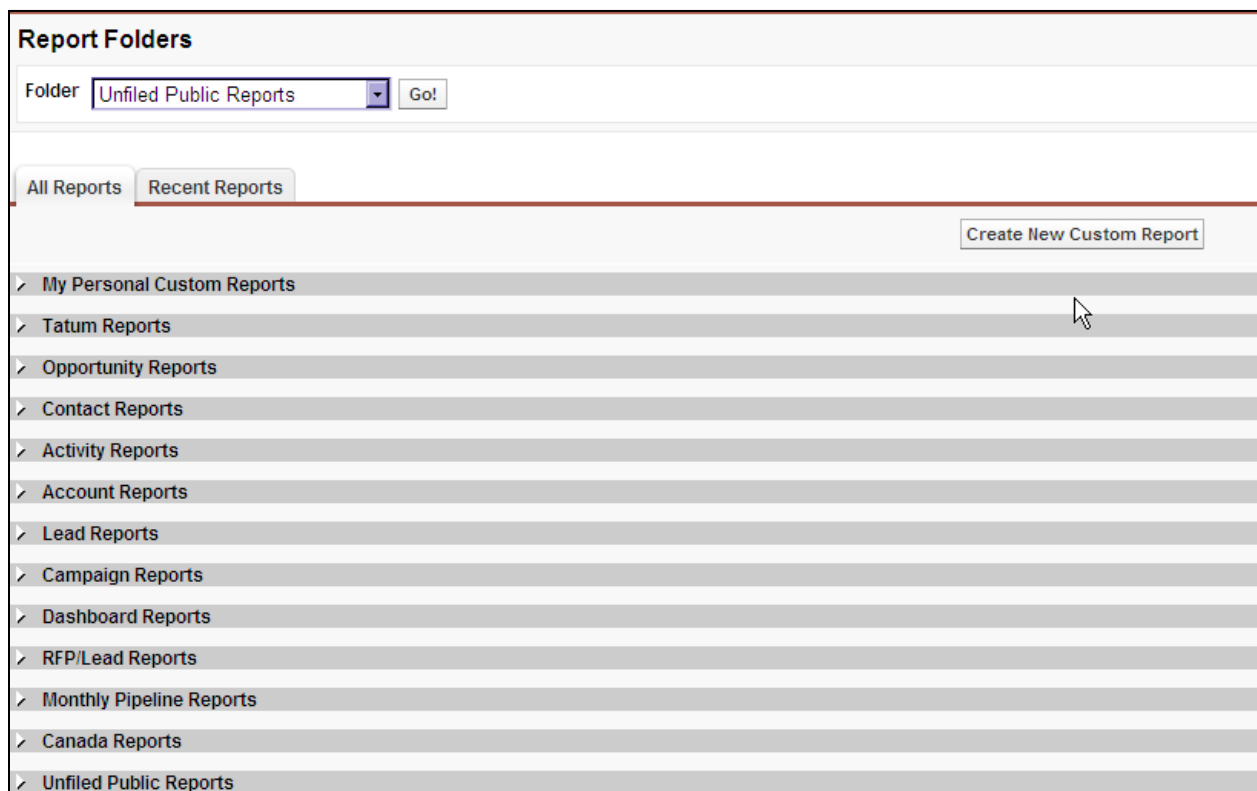 Report Folders
Folder Unfiled Public Reports Go!
All Reports Recent Reports
Create New Custom Report
My Personal Custom Reports
Tatum Reports
Opportunity Reports
Contact Reports
Activity Reports
Account Reports
Lead Reports
Campaign Reports
Dashboard Reports
RFP/Lead Reports
Monthly Pipeline Reports
Canada Reports
Unfiled Public Reports